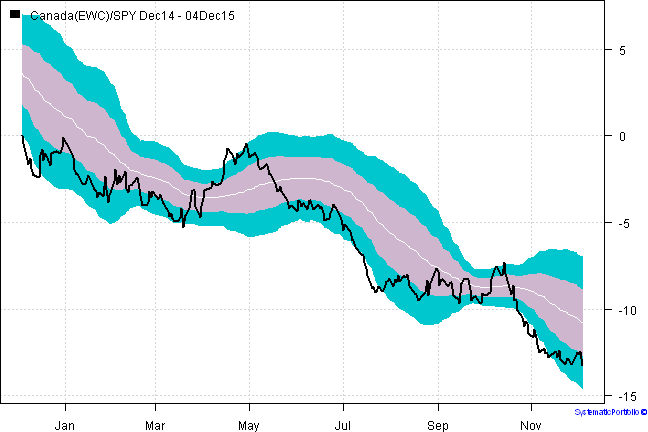 Canada(EWC)/SPY Dec14 - 04Dec15
5
0
-5
-10
-15
Jan Mar May Jul Sep Nov
SystematicPortfolio ©